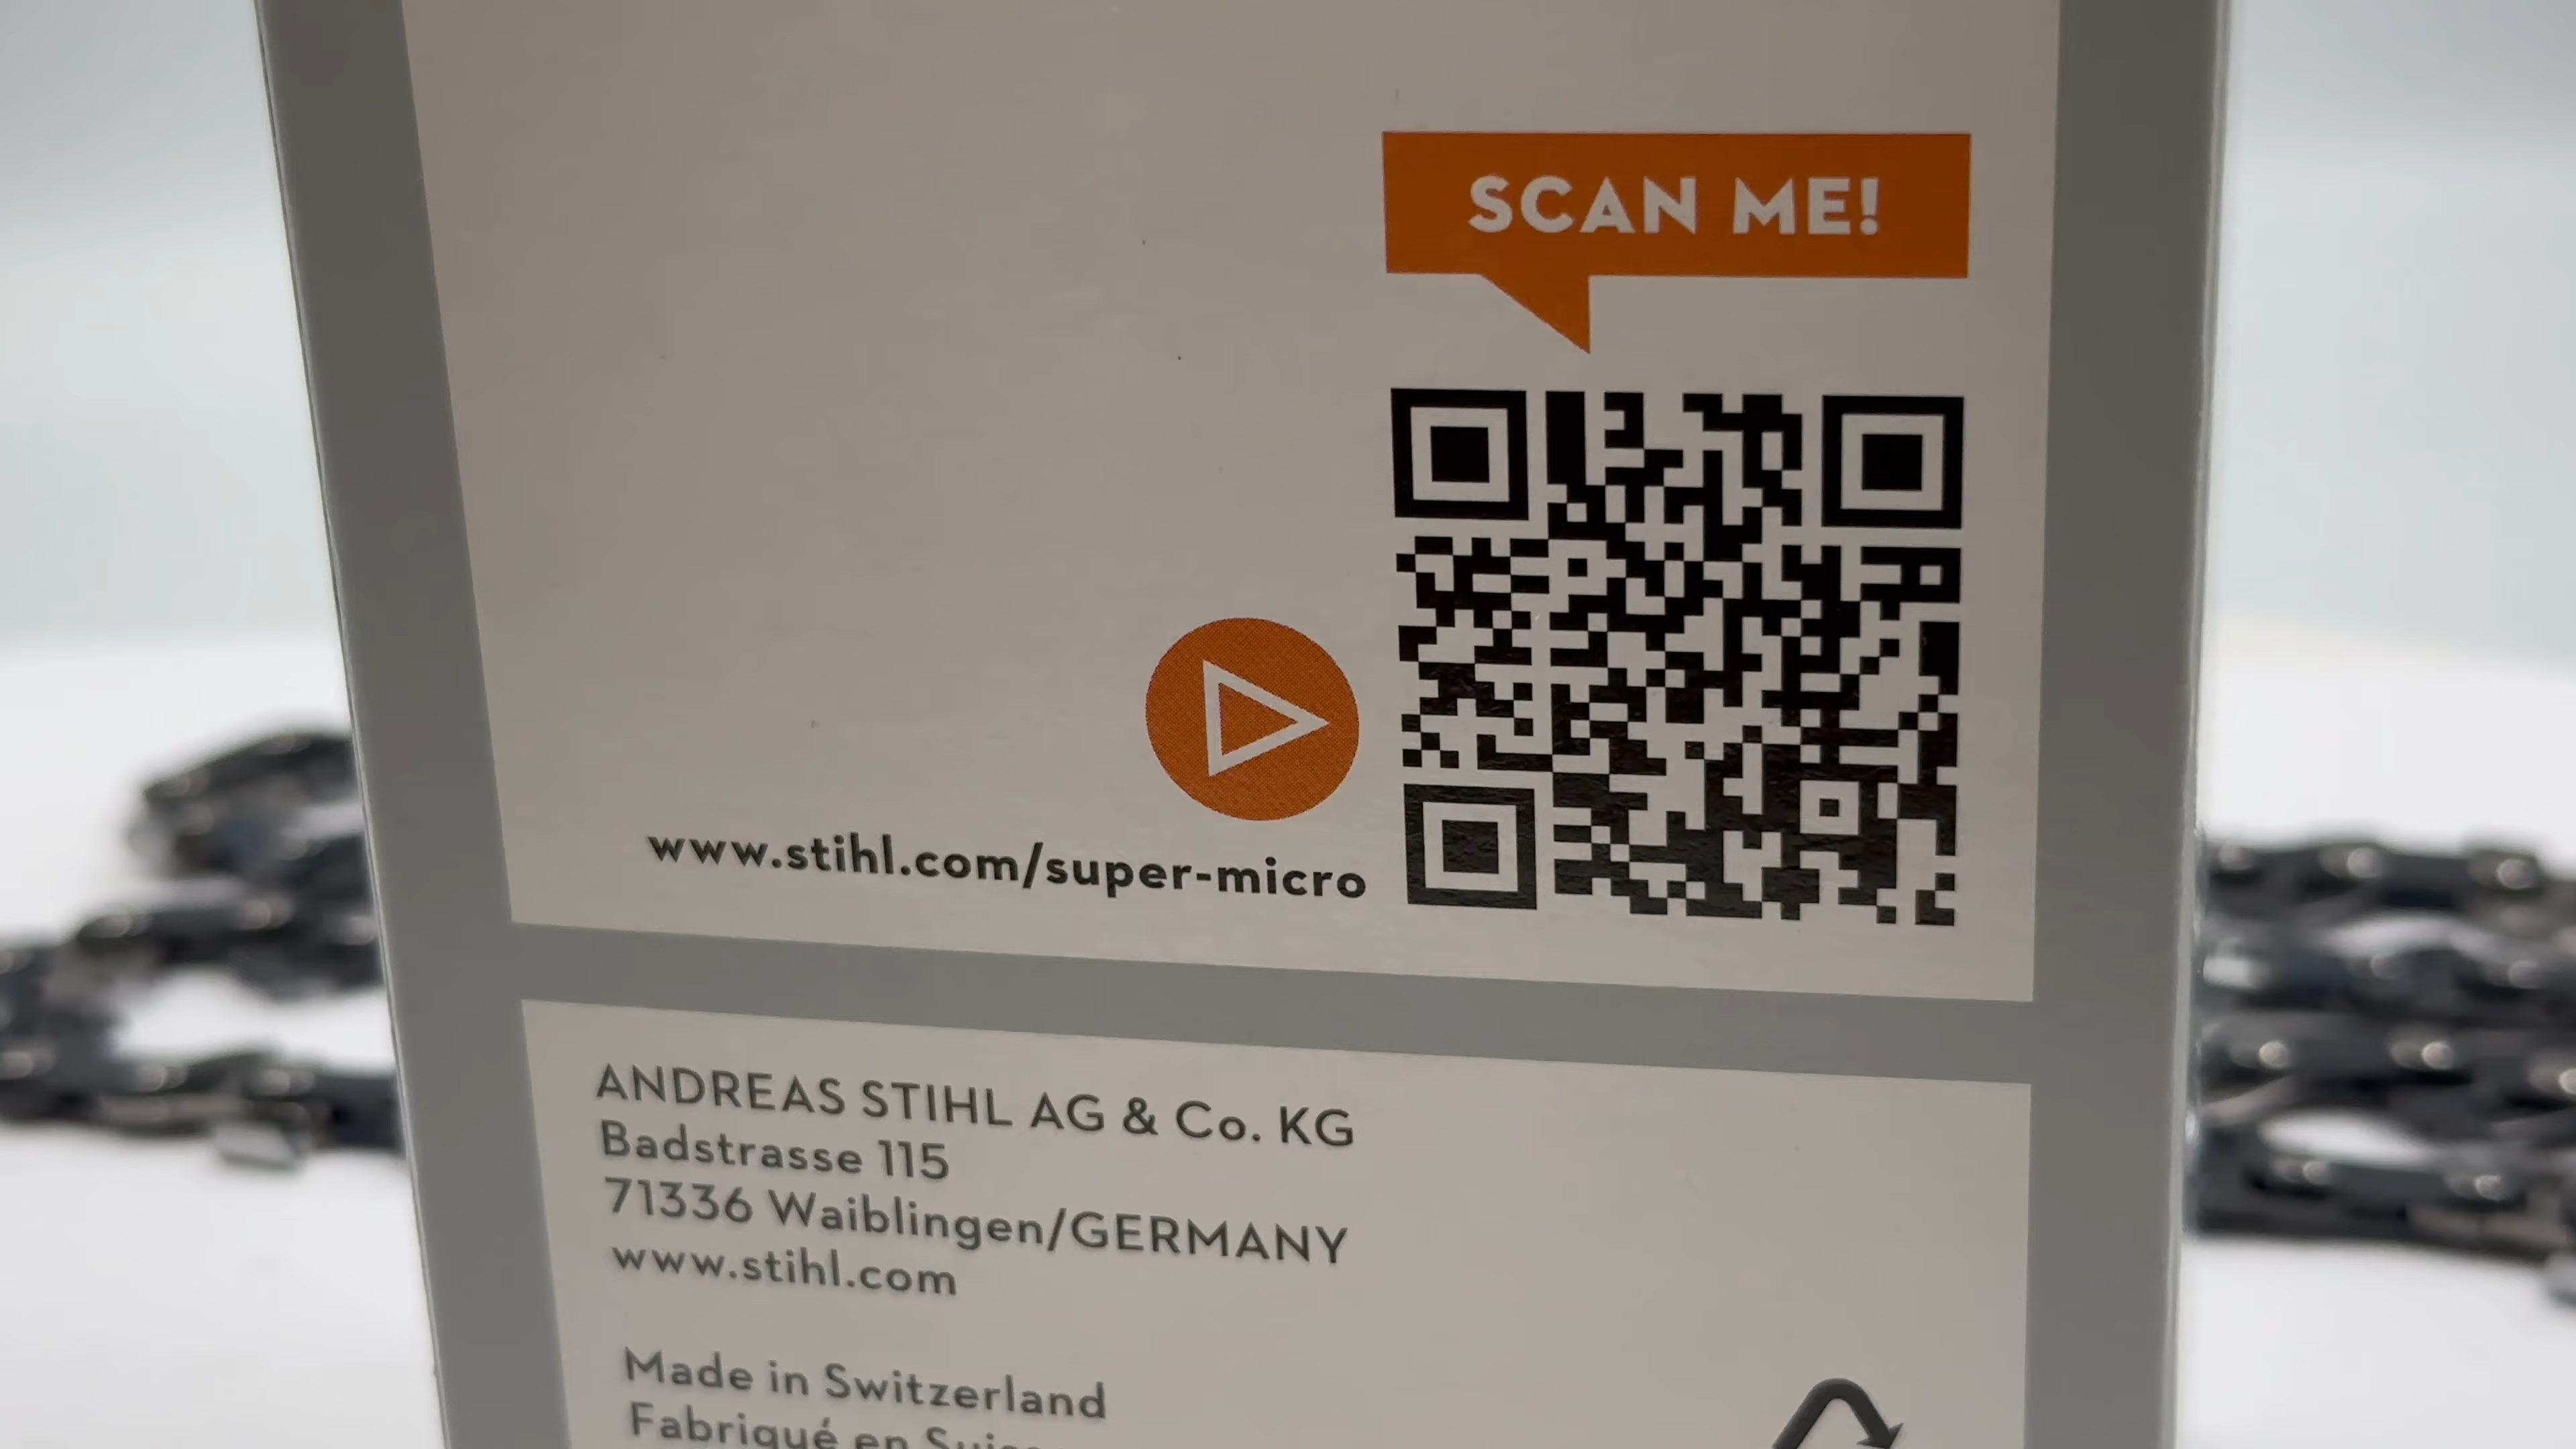 SCAN ME!
www.stihl.com/super-micro
ANDREAS STIHL AG & Co. KG
Badstrasse 115
71336 Waiblingen/GERMANY
www.stihl.com
Made in Switzerland
Fabriqué en